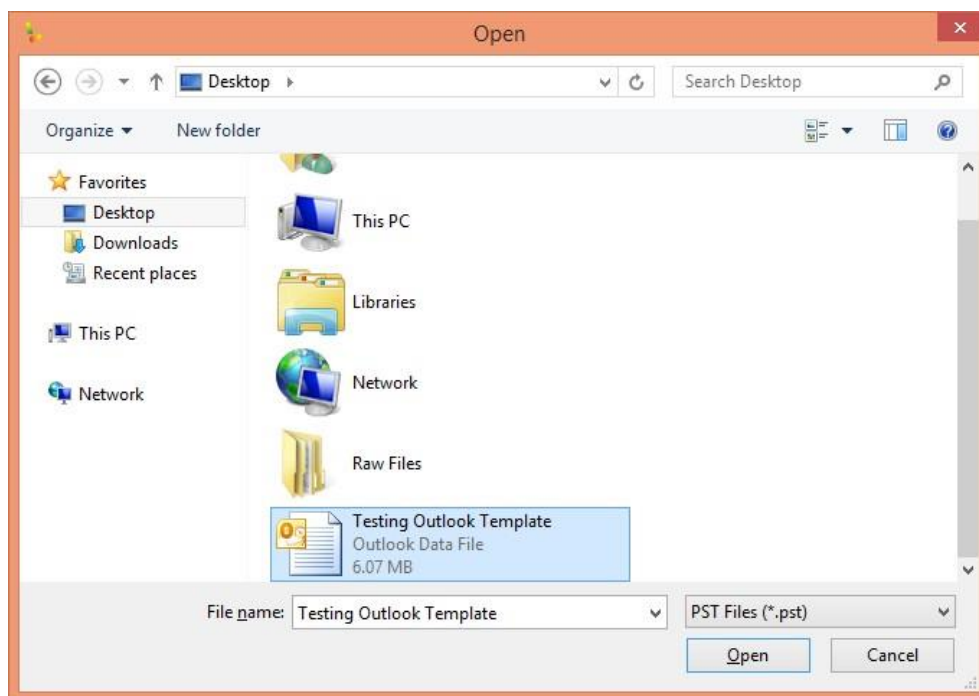 Open
Desktop
Search Desktop
Organize
New folder
Favorites
Desktop
Downloads
Recent places
This PC
Network
This PC
Libraries
Network
Raw Files
Testing Outlook Template
Outlook Data File
6.07 MB
File name: Testing Outlook Template
PST Files (*.pst)
Open
Cancel